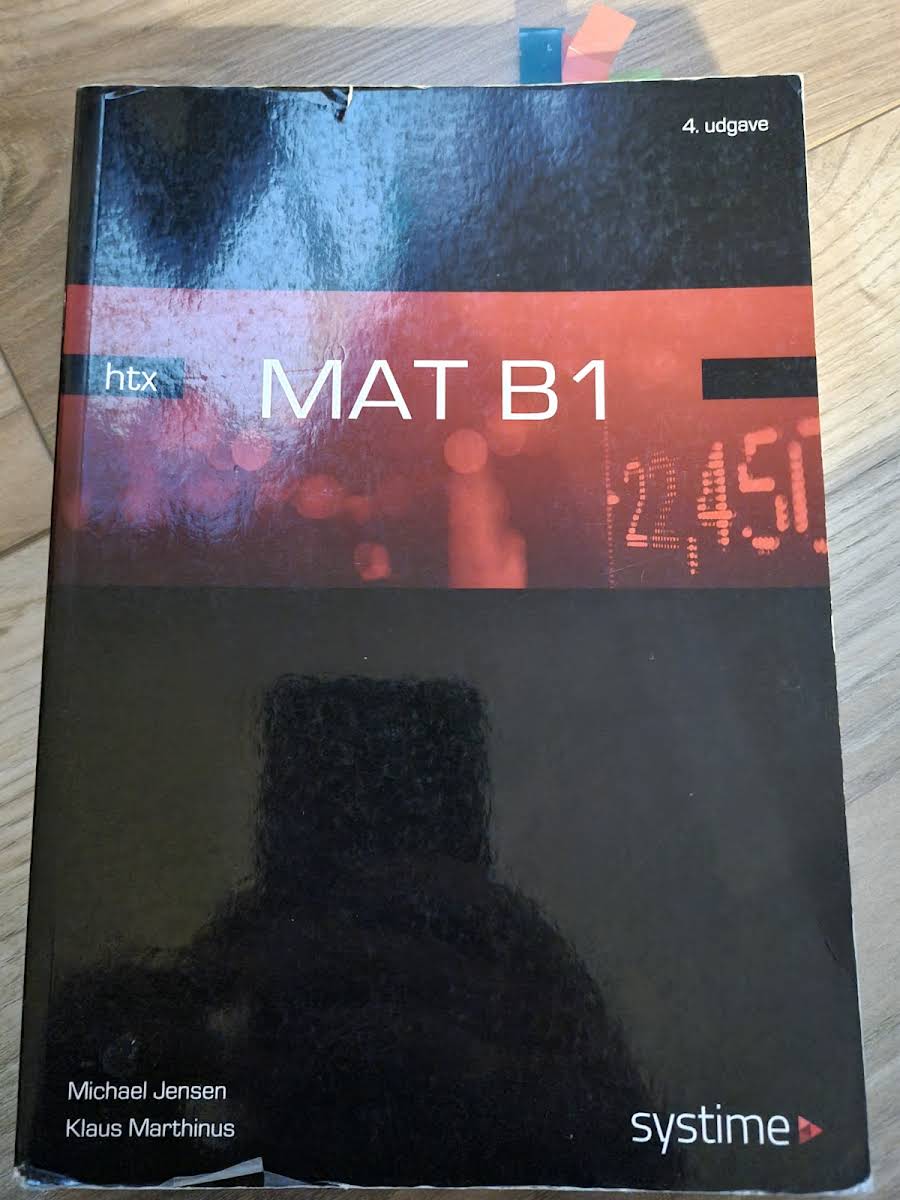 4. udgave
htx
MAT B1
Michael Jensen
Klaus Marthinus
systime